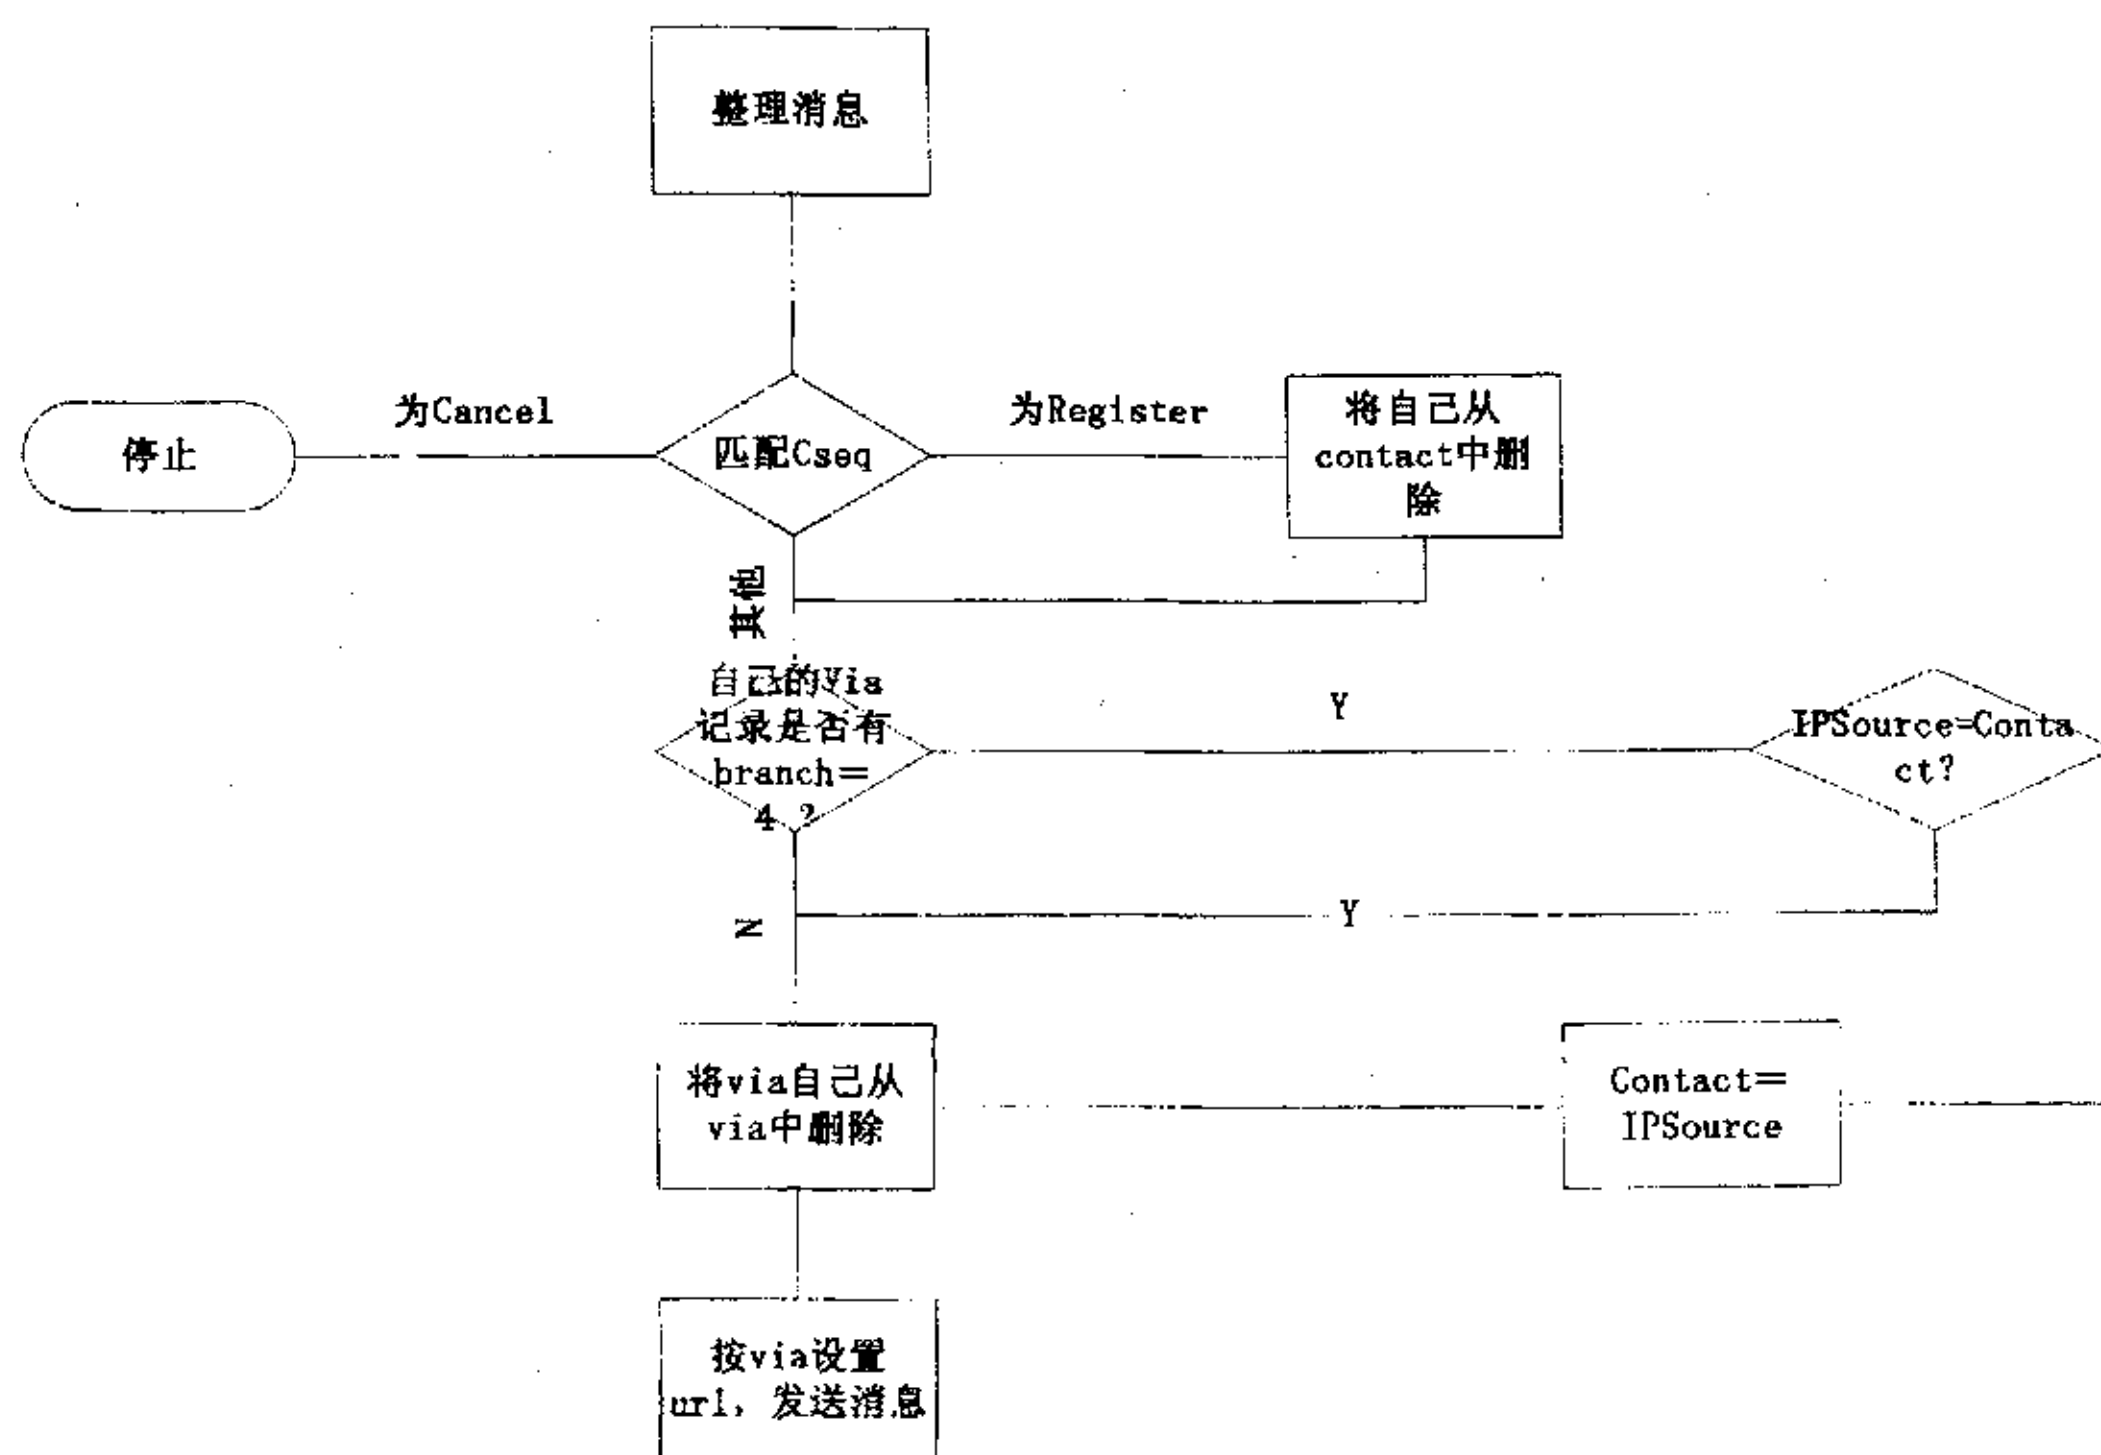 整理消息
为Cancel
为Register
停止
匹配Cseq
将自己从
contact中删
除
其他
自己的Via
记录是否有
branch=
4 ?
Y
IPSource=Conta
ct?
N
Y
将via自己从
via中删除
Contact=
IPSource
按via设置
url, 发送消息